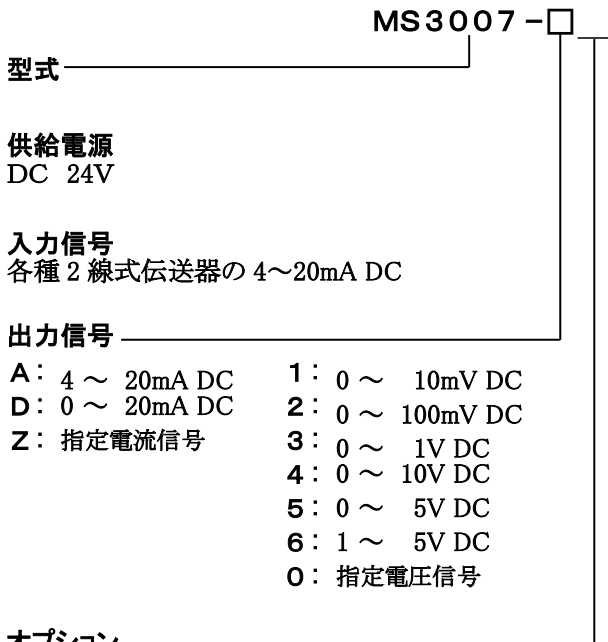 MS3007-□
型式
供給電源
DC 24V
入力信号
各種2線式伝送器の4～20mA DC
出力信号
A： 4 ～ 20mA DC
D： 0 ～ 20mA DC
Z： 指定電流信号
1： 0 ～ 10mV DC
2： 0 ～ 100mV DC
3： 0 ～ 1V DC
4： 0 ～ 10V DC
5： 0 ～ 5V DC
6： 1 ～ 5V DC
0： 指定電圧信号
オプション